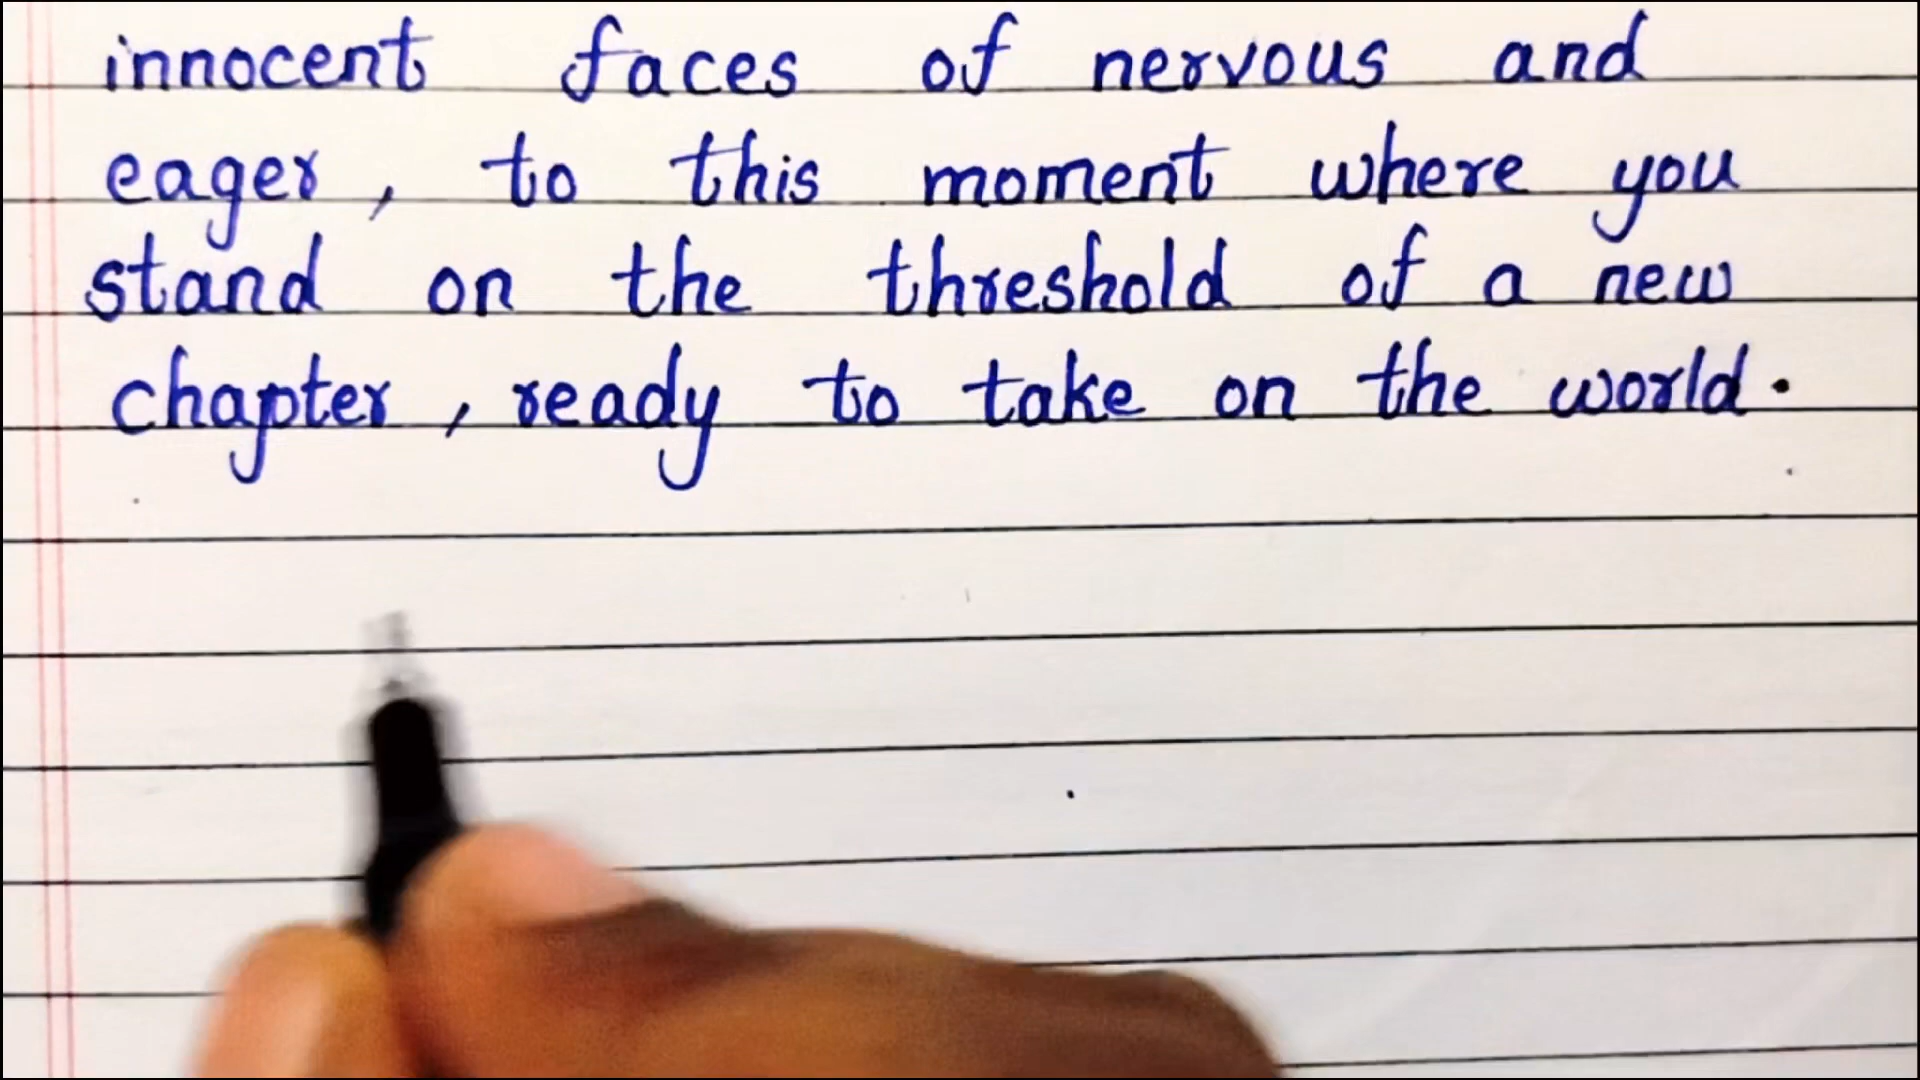 innocent faces of nervous and
eager, to this moment where you
stand on the threshold of a new
chapter, ready to take on the world.